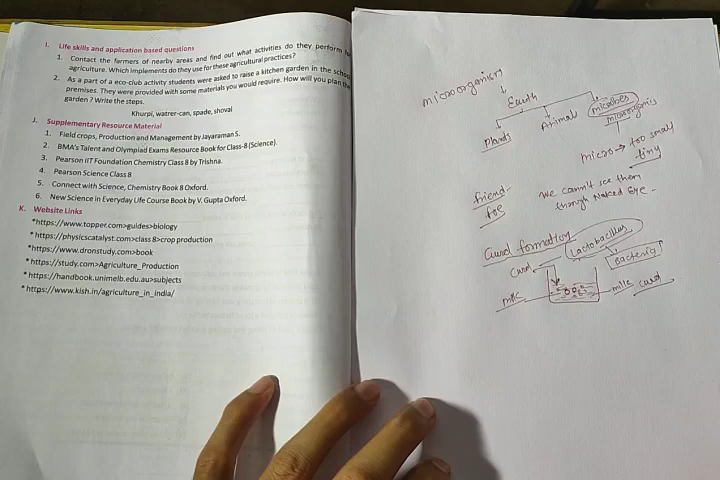 I. Life skills and application based questions
1. Contact the farmers of nearby areas and find out what activities do they perform
agriculture. Which implements do they use for these agricultural practices?
2. As a part of a eco-club activity students were asked to raise a kitchen garden in the school
premises. They were provided with some materials you would require. How will you plan the
garden ? Write the steps.
Khurpi, watrer-can, spade, shoval
J. Supplementary Resource Material
1. Field crops, Production and Management by Jayaraman S.
2. BMA's Talent and Olympiad Exams Resource Book for Class-8 (Science).
3. Pearson IIT Foundation Chemistry Class 8 by Trishna.
4. Pearson Science Class 8
5. Connect with Science, Chemistry Book 8 Oxford.
6. New Science in Everyday Life Course Book by V. Gupta Oxford.
K. Website Links
*https://www.topper.com>guides>biology
*https://physicscatalyst.com>class 8>crop production
*https://www.dronstudy.com>book
*https://study.com>Agriculture_Production
*https://handbook.unimelb.edu.au>subjects
*https://www.kish.in/agriculture_in_india/
microorganism
Earth
Plants Animal microbes
micro → too small
tiny
friend-
foe
we cann't see them
through Naked Eye -
Curd formation
Lactobacillus
Bacteria
Curd
milk
milk curd